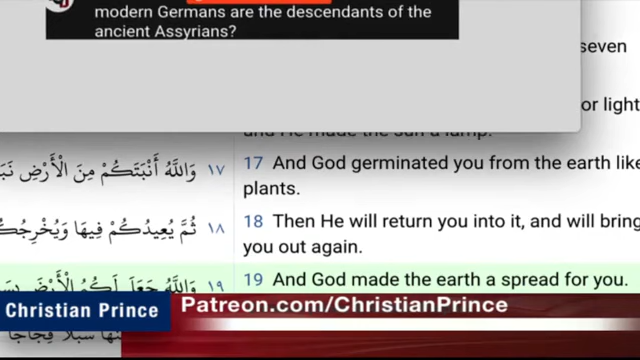 modern Germans are the descendants of the
ancient Assyrians?
seven
or light
and He made the sun a lamp.
وَاللَّهُ أَنْبَتَكُمْ مِنَ الْأَرْضِ ١٧
17 And God germinated you from the earth like
plants.
ثُمَّ يُعِيدُكُمْ فِيهَا وَيُخْرِجُكُ ١٨
18 Then He will return you into it, and will bring
you out again.
وَاللَّهُ جَعَلَ لَكُمُ الْأَرْضَ ١٩
19 And God made the earth a spread for you.
Christian Prince
Patreon.com/ChristianPrince
سُبُلًا فِجَاجًا